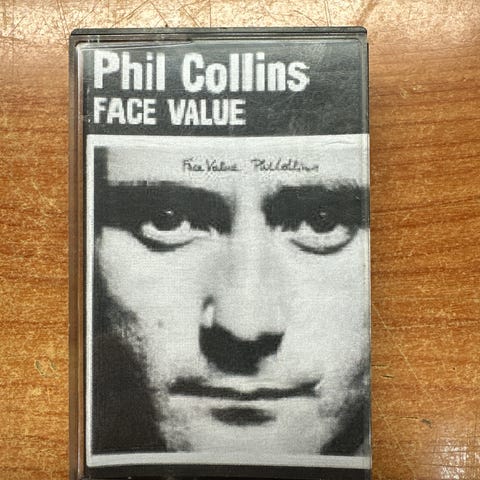 Phil Collins
FACE VALUE
Face Value Phil Collins